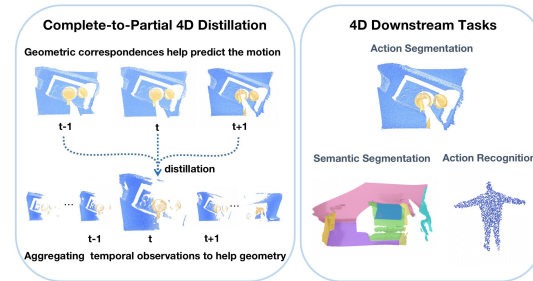 Complete-to-Partial 4D Distillation
Geometric correspondences help predict the motion
t-1
t
t+1
distillation
...
...
...
...
t-1
t
t+1
Aggregating temporal observations to help geometry
4D Downstream Tasks
Action Segmentation
Semantic Segmentation
Action Recognition